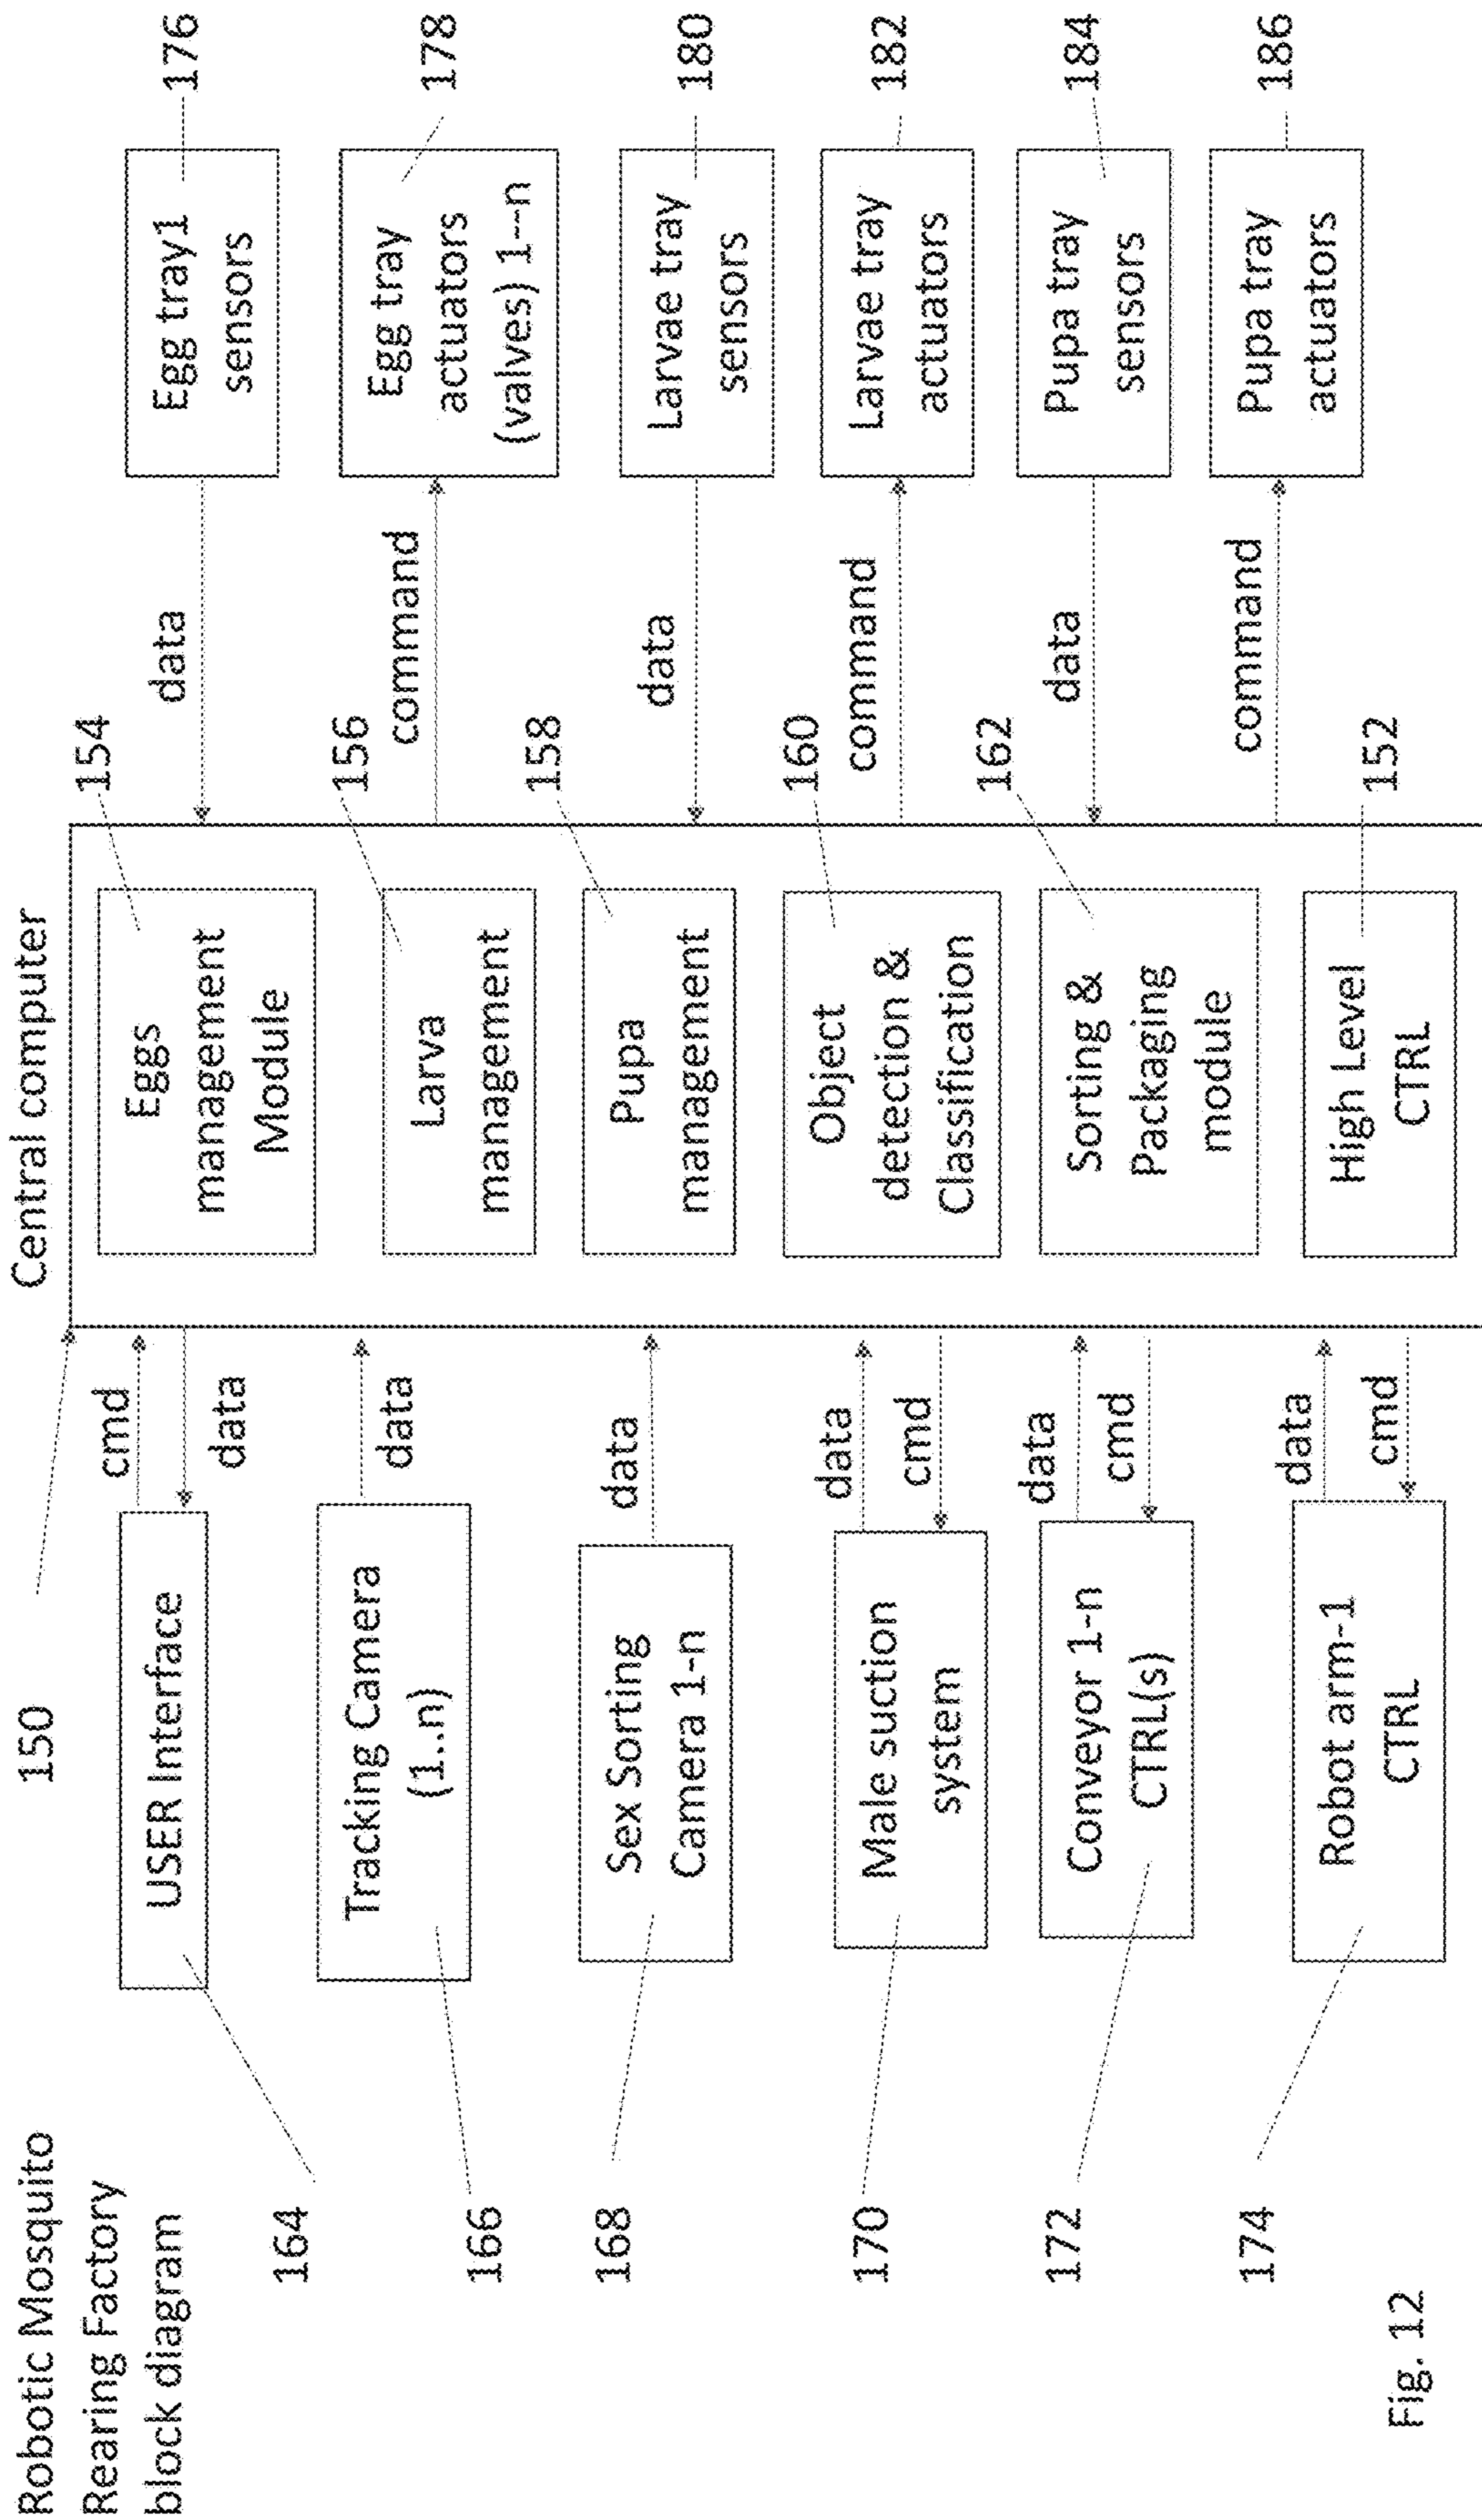 Robotic Mosquito
Rearing Factory
block diagram
150
Central computer
164
USER Interface
cmd
data
166
Tracking Camera
(1..n)
data
168
Sex Sorting
Camera 1-n
data
170
Male suction
system
data
cmd
172
Conveyor 1-n
CTRL(s)
data
cmd
174
Robot arm-1
CTRL
data
cmd
Eggs
management
Module
154
Larva
management
156
Pupa
management
158
Object
detection &
Classification
160
Sorting &
Packaging
module
162
High Level
CTRL
152
data
Egg tray1
sensors
176
command
Egg tray
actuators
(valves) 1--n
178
data
Larvae tray
sensors
180
command
Larvae tray
actuators
182
data
Pupa tray
sensors
184
command
Pupa tray
actuators
186
Fig. 12